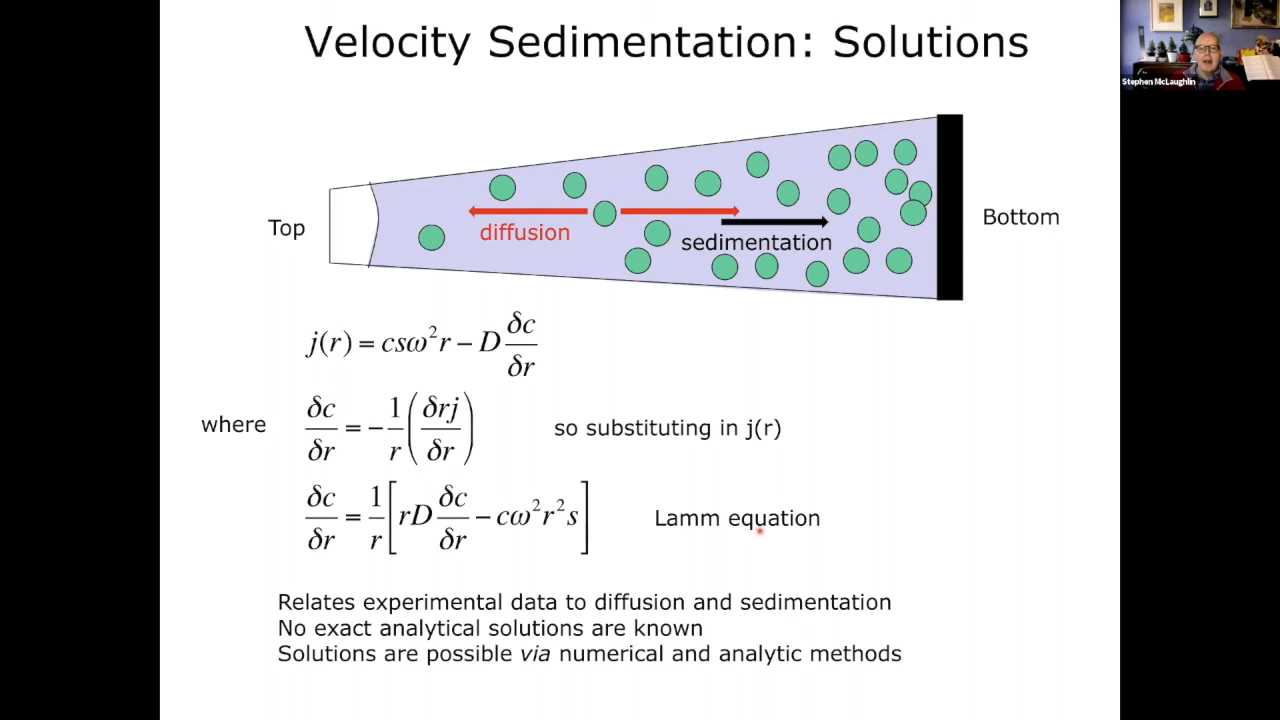 Velocity Sedimentation: Solutions
Stephen McLaughlin
Top
diffusion
sedimentation
Bottom
j(r) = csω²r − D δc/δr
where δc/δr = −1/r (δrj/δr) so substituting in j(r)
δc/δr = 1/r [rD δc/δr − cω²r²s] Lamm equation
Relates experimental data to diffusion and sedimentation
No exact analytical solutions are known
Solutions are possible via numerical and analytic methods